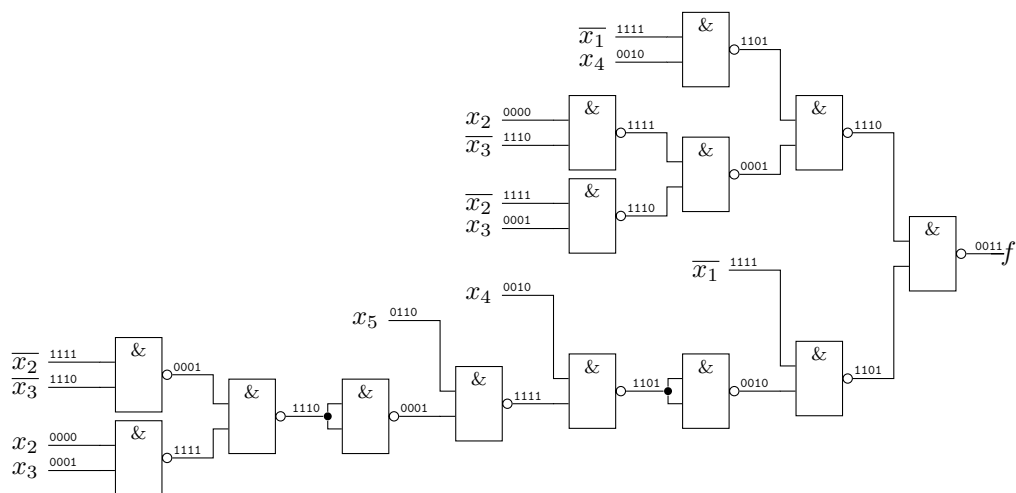 & 
x̅₁ 1111 1101
x₄ 0010
x₂ 0000 & & 1110
x̅₃ 1110 1111 &
0001
x̅₂ 1111 & 1110
x₃ 0001
& 0011 f
x̅₁ 1111
x₄ 0010
x₅ 0110
x̅₂ 1111 & 0001 & & & 1101
x̅₃ 1110 & & & 1101 0010
1110 0001 1111
x₂ 0000 & 1111
x₃ 0001